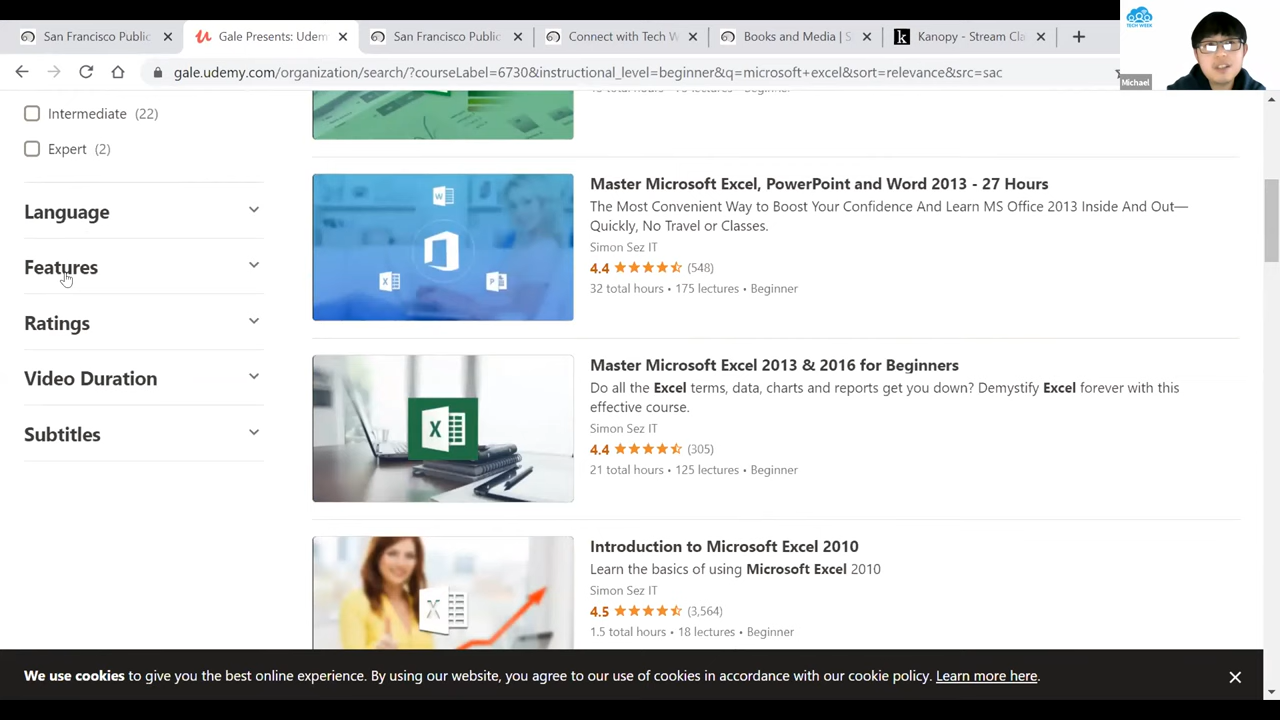 San Francisco Public
Gale Presents: Udem
San Francisco Public
Connect with Tech W
Books and Media | S
Kanopy - Stream Cla
TECH WEEK
Michael
gale.udemy.com/organization/search/?courseLabel=6730&instructional_level=beginner&q=microsoft+excel&sort=relevance&src=sac
Intermediate (22)
Expert (2)
Language
Features
Ratings
Video Duration
Subtitles
Master Microsoft Excel, PowerPoint and Word 2013 - 27 Hours
The Most Convenient Way to Boost Your Confidence And Learn MS Office 2013 Inside And Out—
Quickly, No Travel or Classes.
Simon Sez IT
4.4 (548)
32 total hours • 175 lectures • Beginner
Master Microsoft Excel 2013 & 2016 for Beginners
Do all the Excel terms, data, charts and reports get you down? Demystify Excel forever with this
effective course.
Simon Sez IT
4.4 (305)
21 total hours • 125 lectures • Beginner
Introduction to Microsoft Excel 2010
Learn the basics of using Microsoft Excel 2010
Simon Sez IT
4.5 (3,564)
1.5 total hours • 18 lectures • Beginner
We use cookies to give you the best online experience. By using our website, you agree to our use of cookies in accordance with our cookie policy. Learn more here.